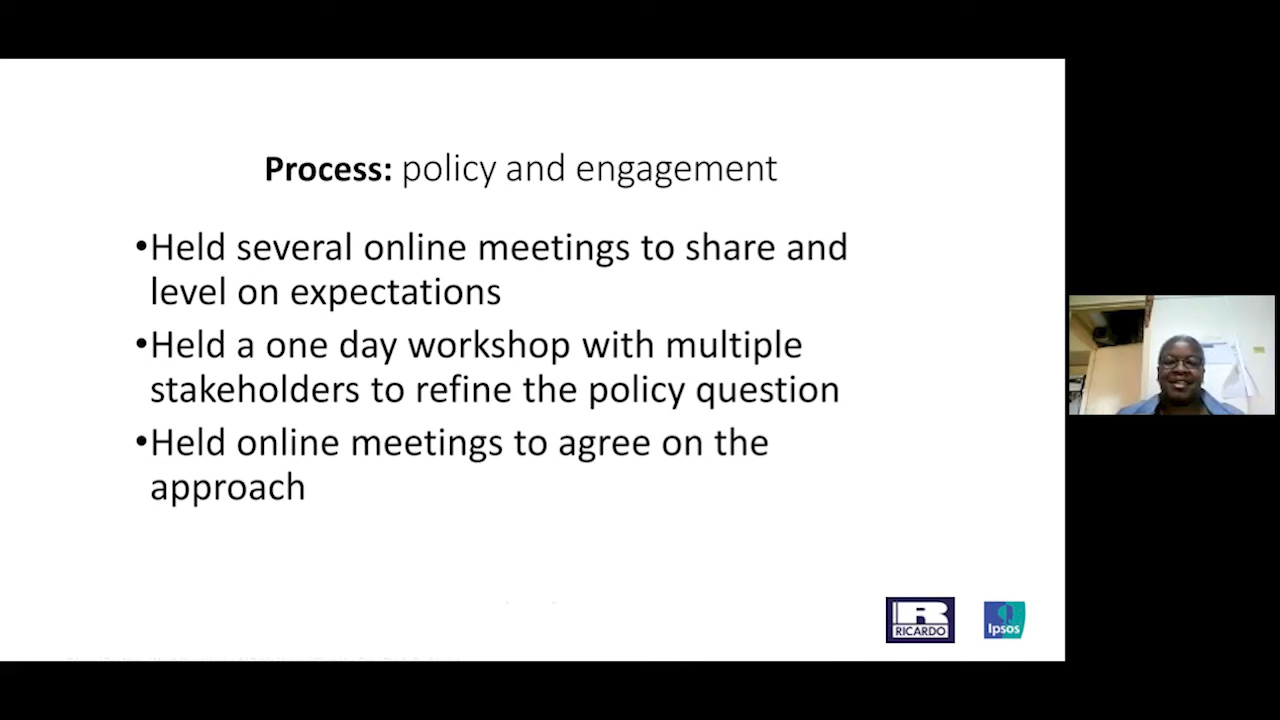 Process: policy and engagement
•Held several online meetings to share and
level on expectations
•Held a one day workshop with multiple
stakeholders to refine the policy question
•Held online meetings to agree on the
approach
R
RICARDO
Ipsos